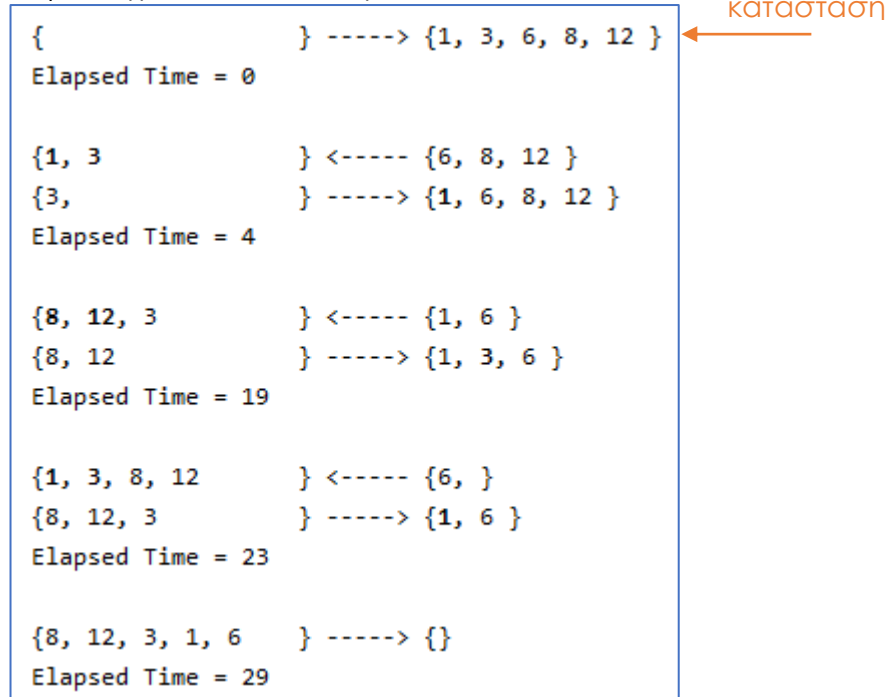 κατάσταση
{ } -----> {1, 3, 6, 8, 12 }
Elapsed Time = 0
{1, 3 } <----- {6, 8, 12 }
{3, } -----> {1, 6, 8, 12 }
Elapsed Time = 4
{8, 12, 3 } <----- {1, 6 }
{8, 12 } -----> {1, 3, 6 }
Elapsed Time = 19
{1, 3, 8, 12 } <----- {6, }
{8, 12, 3 } -----> {1, 6 }
Elapsed Time = 23
{8, 12, 3, 1, 6 } -----> {}
Elapsed Time = 29